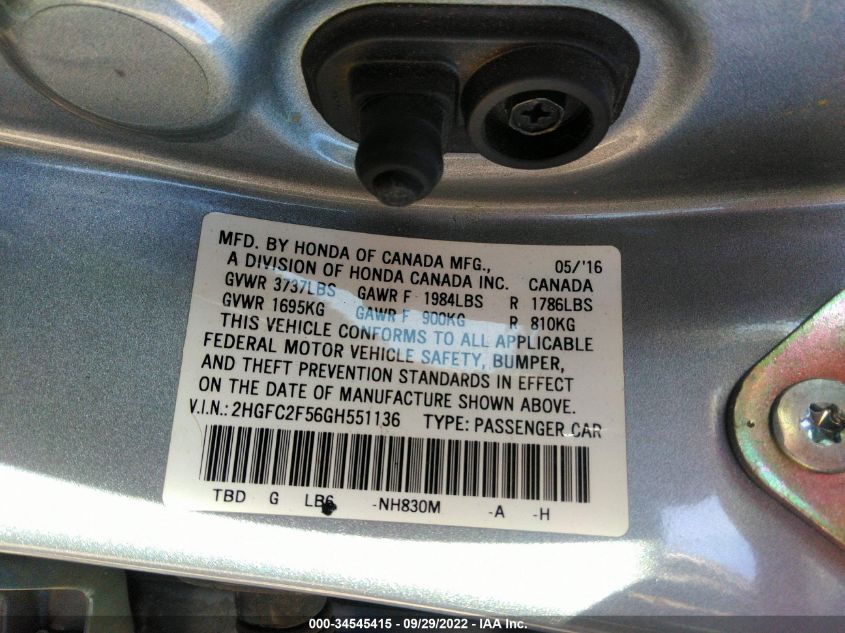 MFD. BY HONDA OF CANADA MFG., 05/'16
A DIVISION OF HONDA CANADA INC. CANADA
GVWR 3737LBS GAWR F 1984LBS R 1786LBS
GVWR 1695KG GAWR F 900KG R 810KG
THIS VEHICLE CONFORMS TO ALL APPLICABLE
FEDERAL MOTOR VEHICLE SAFETY, BUMPER,
AND THEFT PREVENTION STANDARDS IN EFFECT
ON THE DATE OF MANUFACTURE SHOWN ABOVE.
V.I.N.: 2HGFC2F56GH551136 TYPE: PASSENGER CAR
TBD G LB6 -NH830M -A -H
000-34545415 - 09/29/2022 - IAA Inc.